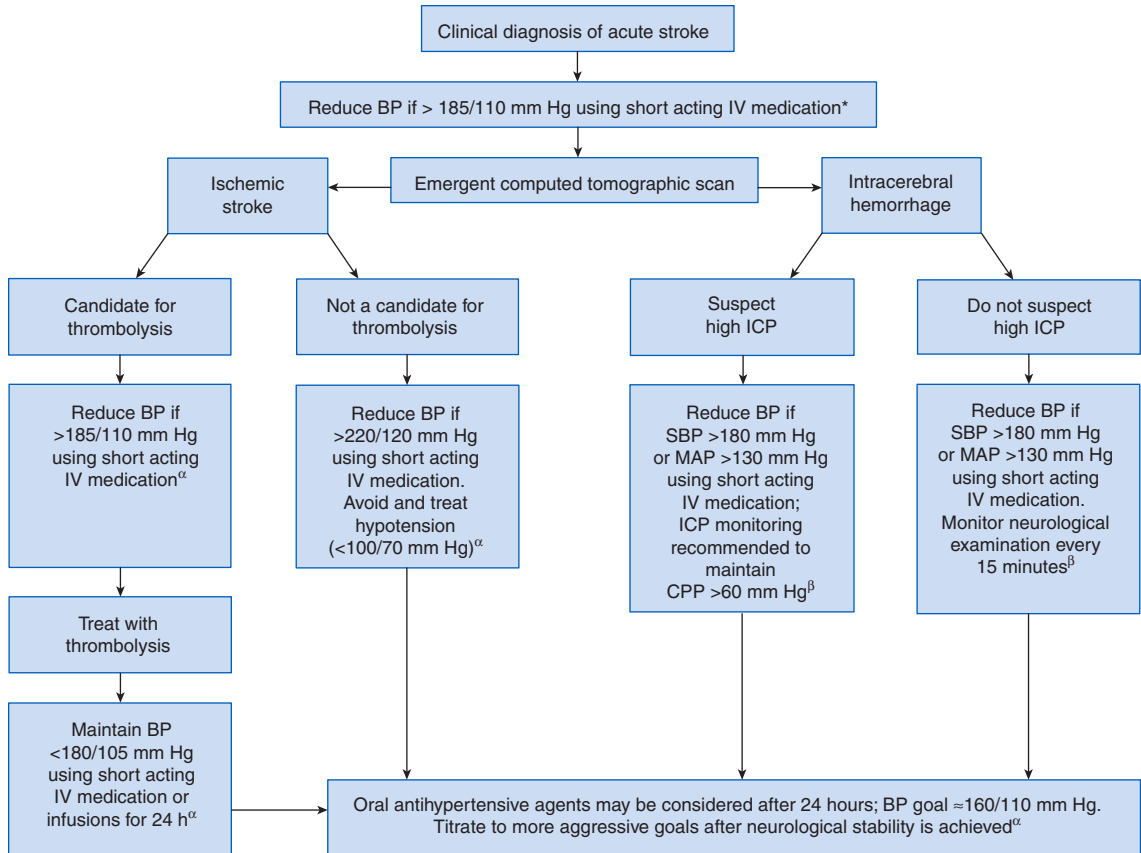 Clinical diagnosis of acute stroke
Reduce BP if > 185/110 mm Hg using short acting IV medication*
Emergent computed tomographic scan
Ischemic
stroke
Intracerebral
hemorrhage
Candidate for
thrombolysis
Not a candidate for
thrombolysis
Suspect
high ICP
Do not suspect
high ICP
Reduce BP if
>185/110 mm Hg
using short acting
IV medicationα
Reduce BP if
>220/120 mm Hg
using short acting
IV medication.
Avoid and treat
hypotension
(<100/70 mm Hg)α
Reduce BP if
SBP >180 mm Hg
or MAP >130 mm Hg
using short acting
IV medication;
ICP monitoring
recommended to
maintain
CPP >60 mm Hgβ
Reduce BP if
SBP >180 mm Hg
or MAP >130 mm Hg
using short acting
IV medication.
Monitor neurological
examination every
15 minutesβ
Treat with
thrombolysis
Maintain BP
<180/105 mm Hg
using short acting
IV medication or
infusions for 24 hα
Oral antihypertensive agents may be considered after 24 hours; BP goal ≈160/110 mm Hg.
Titrate to more aggressive goals after neurological stability is achievedα